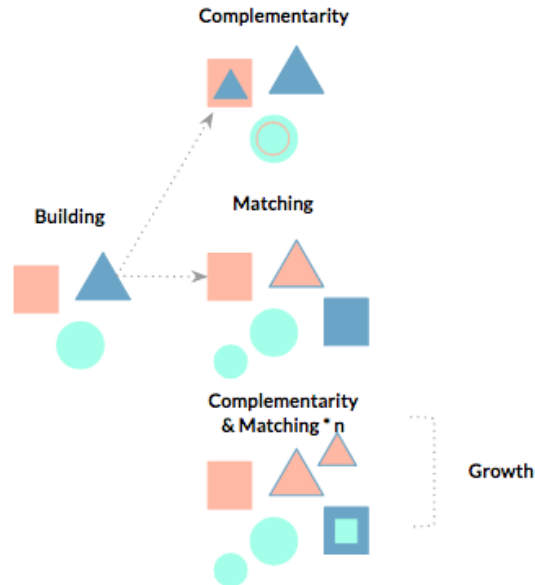 Complementarity
Building
Matching
Complementarity
& Matching * n
Growth